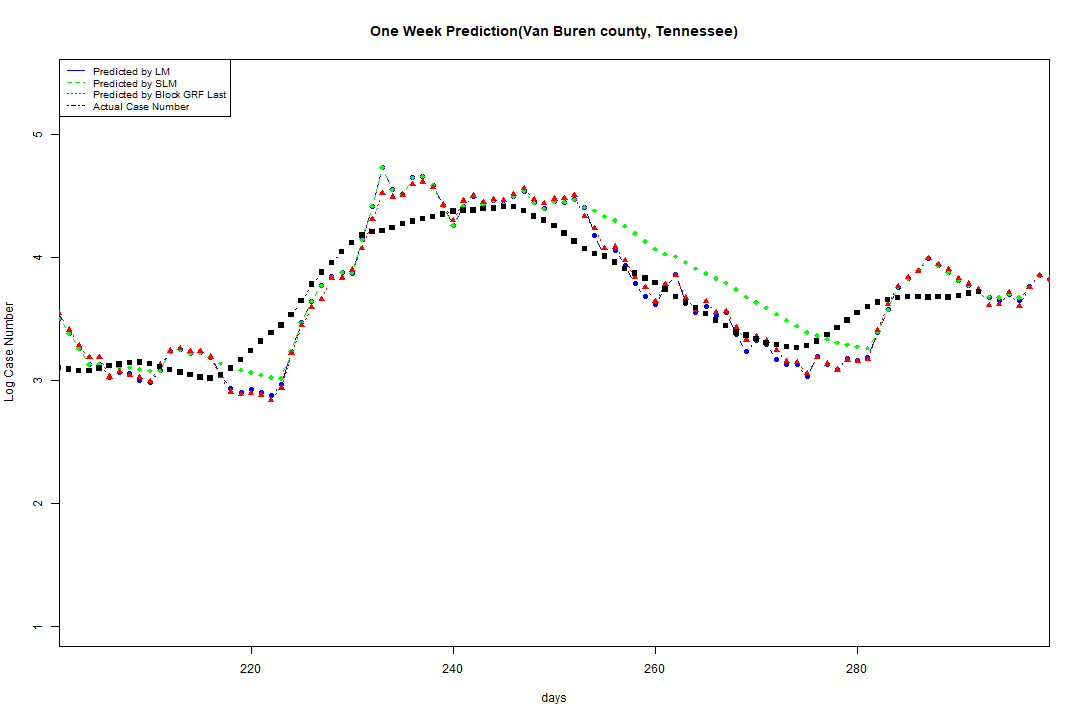 One Week Prediction(Van Buren county, Tennessee)
Predicted by LM
Predicted by SLM
Predicted by Block GRF Last
Actual Case Number
Log Case Number
5
4
3
2
1
220 240 260 280
days